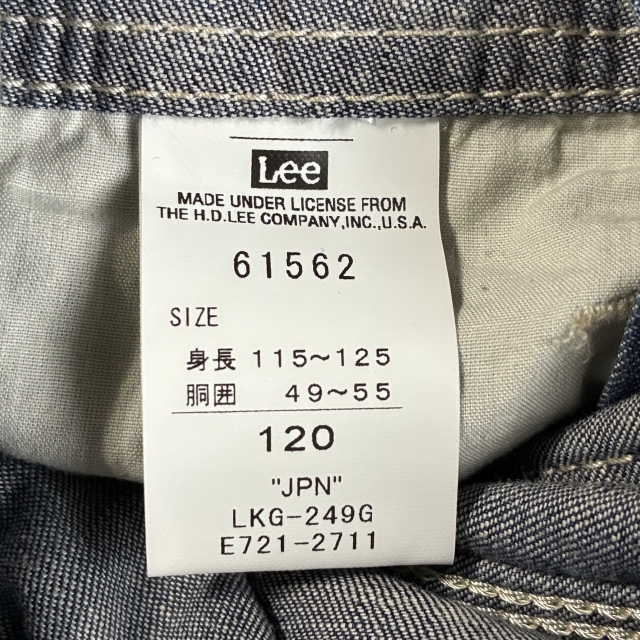 Lee
MADE UNDER LICENSE FROM
THE H.D.LEE COMPANY,INC.,U.S.A.
61562
SIZE
身長 115~125
胴囲 49~55
120
"JPN"
LKG-249G
E721-2711